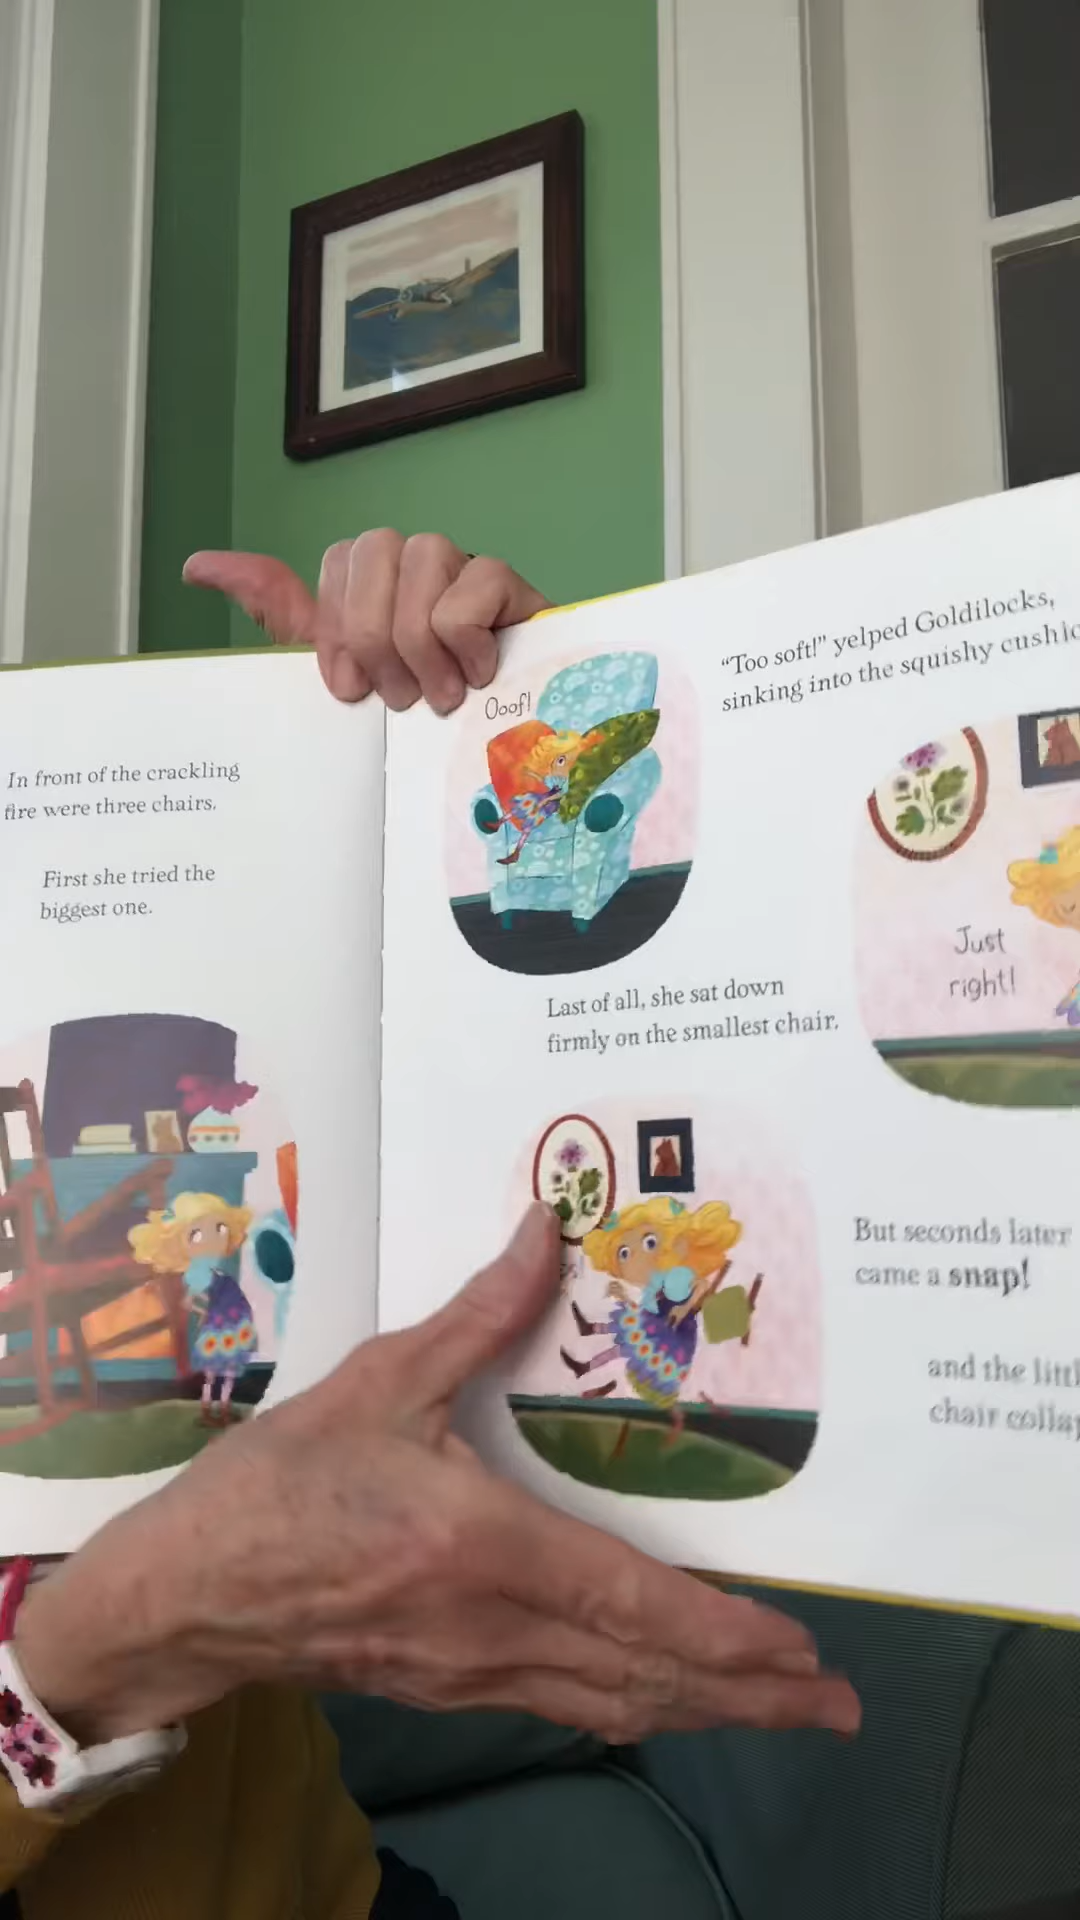 In front of the crackling
fire were three chairs.
First she tried the
biggest one.
"Too soft!" yelped Goldilocks,
sinking into the squishy
Ooof!
Just
right!
Last of all, she sat down
firmly on the smallest chair.
But seconds later
came a snap!
and the
chair